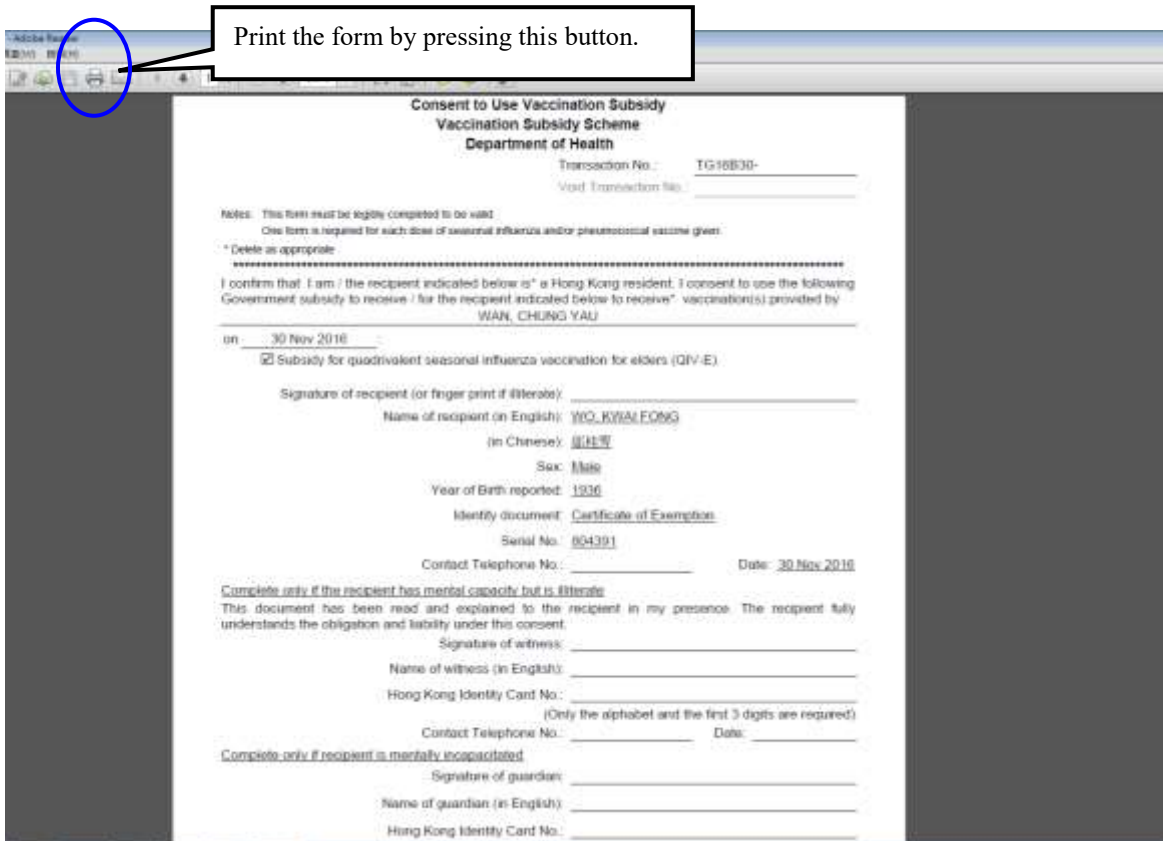 Print the form by pressing this button.
- Adobe Reader
Consent to Use Vaccination Subsidy
Vaccination Subsidy Scheme
Department of Health
Transaction No.: TG16B30-
Void Transaction No.:
Notes: This form must be legibly completed to be valid
One form is required for each dose of seasonal influenza and/or pneumococcal vaccine given
* Delete as appropriate
I confirm that I am / the recipient indicated below is* a Hong Kong resident. I consent to use the following
Government subsidy to receive / for the recipient indicated below to receive* vaccination(s) provided by
WAN, CHUNG YAU
on 30 Nov 2016 :
☑ Subsidy for quadrivalent seasonal influenza vaccination for elders (QIV-E)
Signature of recipient (or finger print if illiterate):
Name of recipient (in English): WO, KWAI FONG
(in Chinese):
Sex: Male
Year of Birth reported: 1936
Identity document: Certificate of Exemption
Serial No.: 804391
Contact Telephone No.: Date: 30 Nov 2016
Complete only if the recipient has mental capacity but is illiterate
This document has been read and explained to the recipient in my presence. The recipient fully
understands the obligation and liability under this consent.
Signature of witness:
Name of witness (in English):
Hong Kong Identity Card No.:
(Only the alphabet and the first 3 digits are required)
Contact Telephone No.: Date:
Complete only if recipient is mentally incapacitated
Signature of guardian:
Name of guardian (in English):
Hong Kong Identity Card No.: